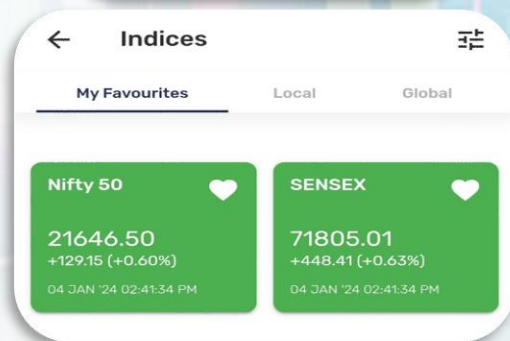 Indices
My Favourites Local Global
Nifty 50
21646.50
+129.15 (+0.60%)
04 JAN '24 02:41:34 PM
SENSEX
71805.01
+448.41 (+0.63%)
04 JAN '24 02:41:34 PM